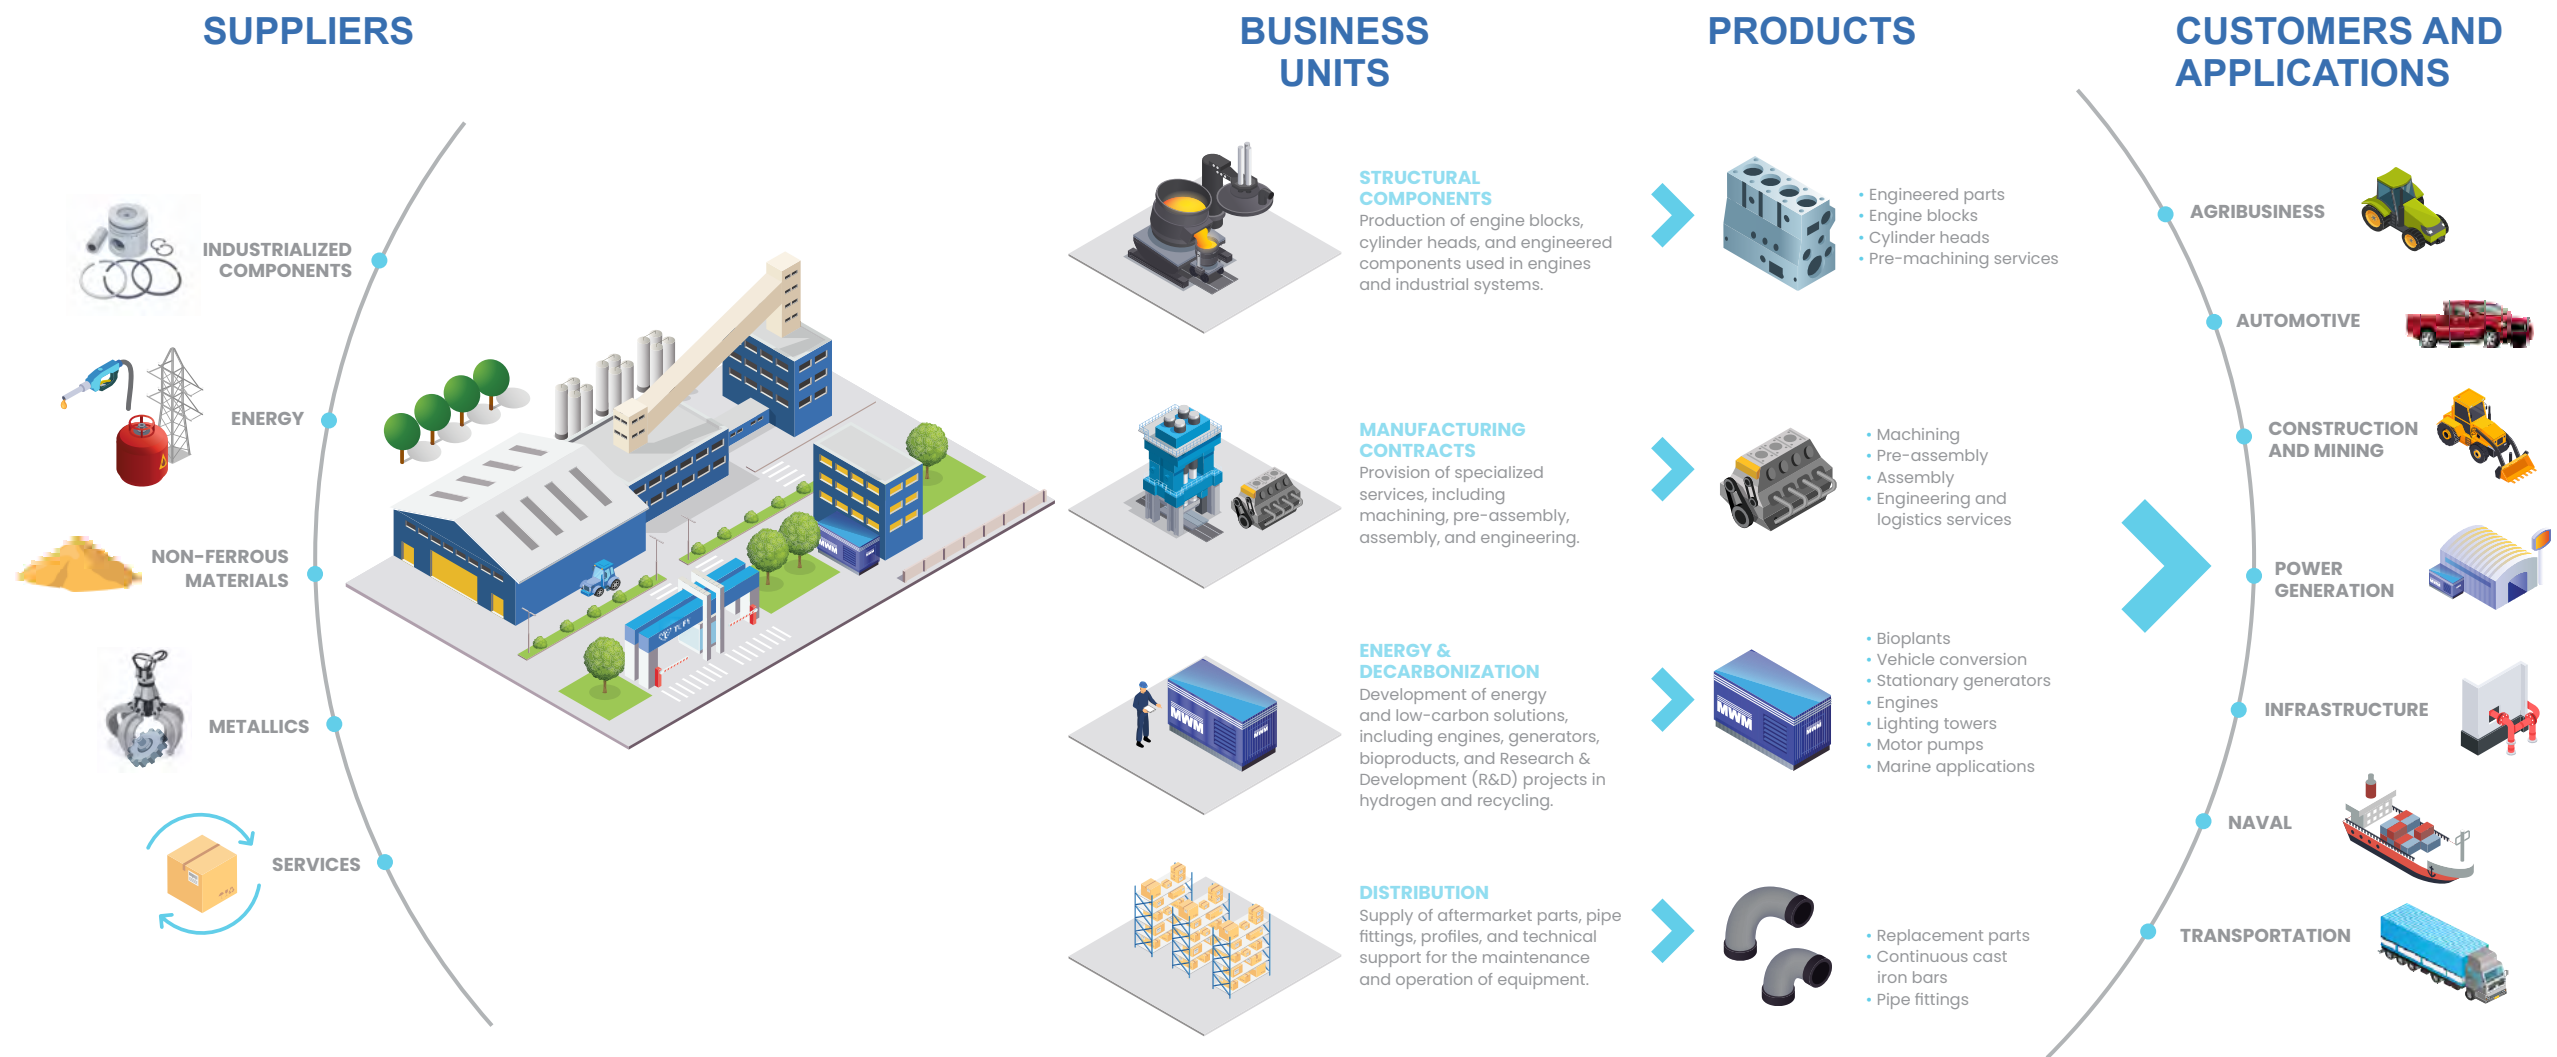 SUPPLIERS
BUSINESS
UNITS
PRODUCTS
CUSTOMERS AND
APPLICATIONS
INDUSTRIALIZED
COMPONENTS
ENERGY
NON-FERROUS
MATERIALS
METALLICS
SERVICES
MWM
STRUCTURAL
COMPONENTS
Production of engine blocks,
cylinder heads, and engineered
components used in engines
and industrial systems.
• Engineered parts
• Engine blocks
• Cylinder heads
• Pre-machining services
MANUFACTURING
CONTRACTS
Provision of specialized
services, including
machining, pre-assembly,
assembly, and engineering.
• Machining
• Pre-assembly
• Assembly
• Engineering and
logistics services
ENERGY &
DECARBONIZATION
Development of energy
and low-carbon solutions,
including engines, generators,
bioproducts, and Research &
Development (R&D) projects in
hydrogen and recycling.
MWM
MWM
MWM
MWM
• Bioplants
• Vehicle conversion
• Stationary generators
• Engines
• Lighting towers
• Motor pumps
• Marine applications
DISTRIBUTION
Supply of aftermarket parts, pipe
fittings, profiles, and technical
support for the maintenance
and operation of equipment.
• Replacement parts
• Continuous cast
iron bars
• Pipe fittings
AGRIBUSINESS
AUTOMOTIVE
CONSTRUCTION
AND MINING
POWER
GENERATION
INFRASTRUCTURE
NAVAL
TRANSPORTATION